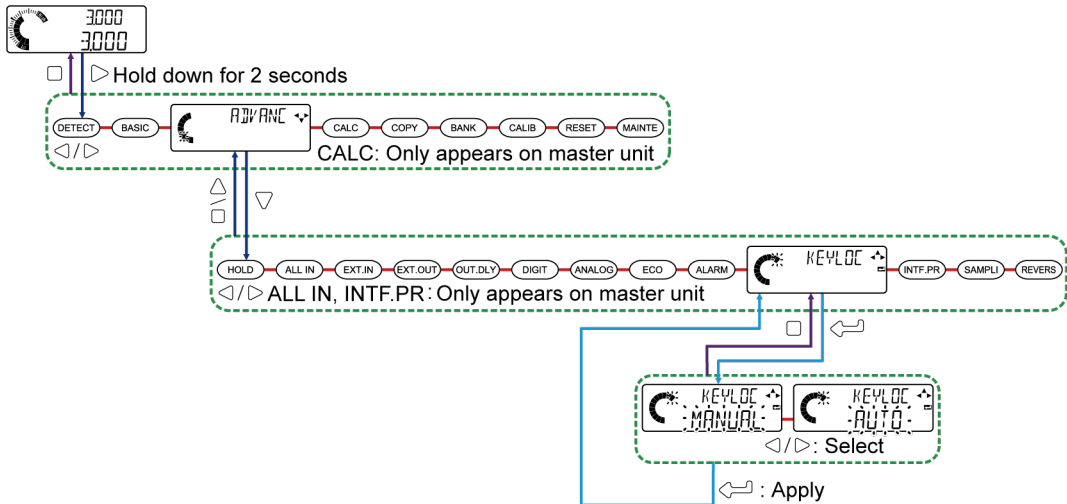 3.000
-3.000
Hold down for 2 seconds
DETECT BASIC ADVANC CALC COPY BANK CALIB RESET MAINTE
CALC: Only appears on master unit
HOLD ALL IN EXT.IN EXT.OUT OUT.DLY DIGIT ANALOG ECO ALARM KEYLOC INTF.PR SAMPLI REVERS
ALL IN, INTF.PR: Only appears on master unit
KEYLOC KEYLOC
MANUAL AUTO
/ : Select
: Apply